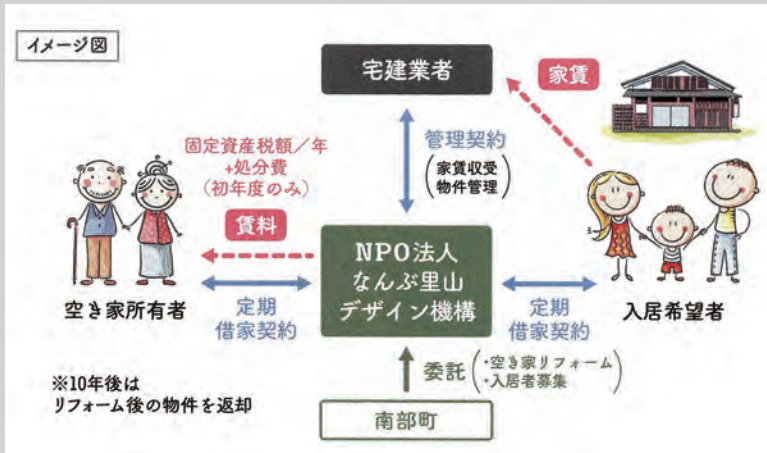 イメージ図
宅建業者
家賃
固定資産税額／年
+処分費
（初年度のみ）
管理契約
（家賃収受
物件管理）
賃料
NPO法人
なんぶ里山
デザイン機構
空き家所有者
定期
借家契約
定期
借家契約
入居希望者
※10年後は
リフォーム後の物件を返却
委託
（・空き家リフォーム
・入居者募集）
南部町